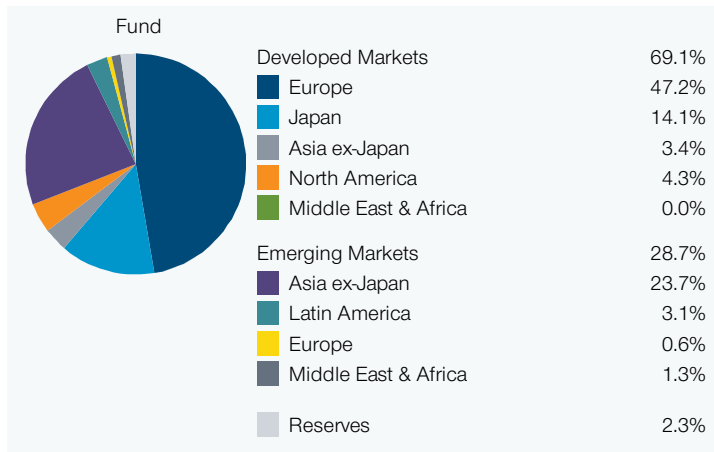 Fund
Developed Markets 69.1%
Europe 47.2%
Japan 14.1%
Asia ex-Japan 3.4%
North America 4.3%
Middle East & Africa 0.0%
Emerging Markets 28.7%
Asia ex-Japan 23.7%
Latin America 3.1%
Europe 0.6%
Middle East & Africa 1.3%
Reserves 2.3%